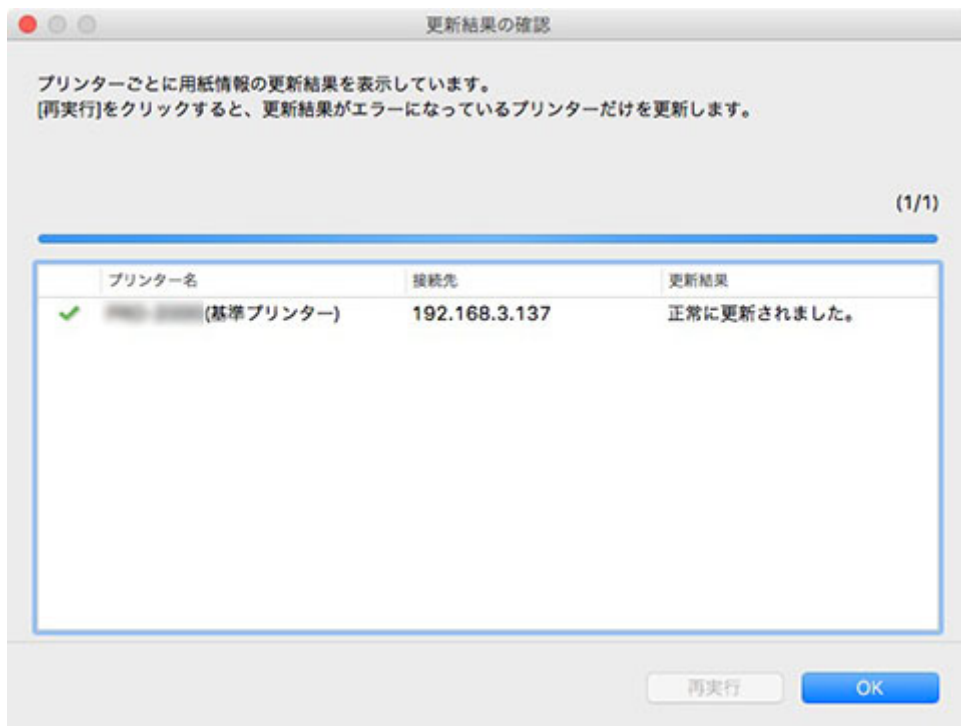 更新結果の確認
プリンターごとに用紙情報の更新結果を表示しています。
[再実行]をクリックすると、更新結果がエラーになっているプリンターだけを更新します。
(1/1)
プリンター名 接続先 更新結果
(基準プリンター) 192.168.3.137 正常に更新されました。
再実行 OK